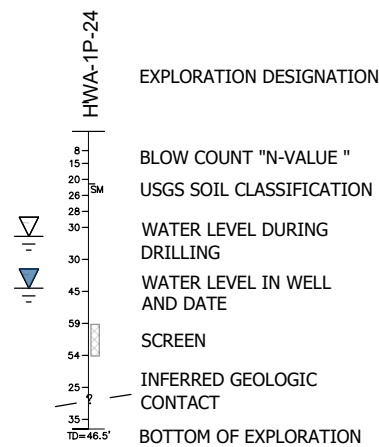 HWA-1P-24
EXPLORATION DESIGNATION
8
15
BLOW COUNT "N-VALUE "
20
SM
USGS SOIL CLASSIFICATION
26
28
30
WATER LEVEL DURING
DRILLING
30
WATER LEVEL IN WELL
AND DATE
45
59
SCREEN
54
INFERRED GEOLOGIC
CONTACT
25
?
35
TD=46.5'
BOTTOM OF EXPLORATION